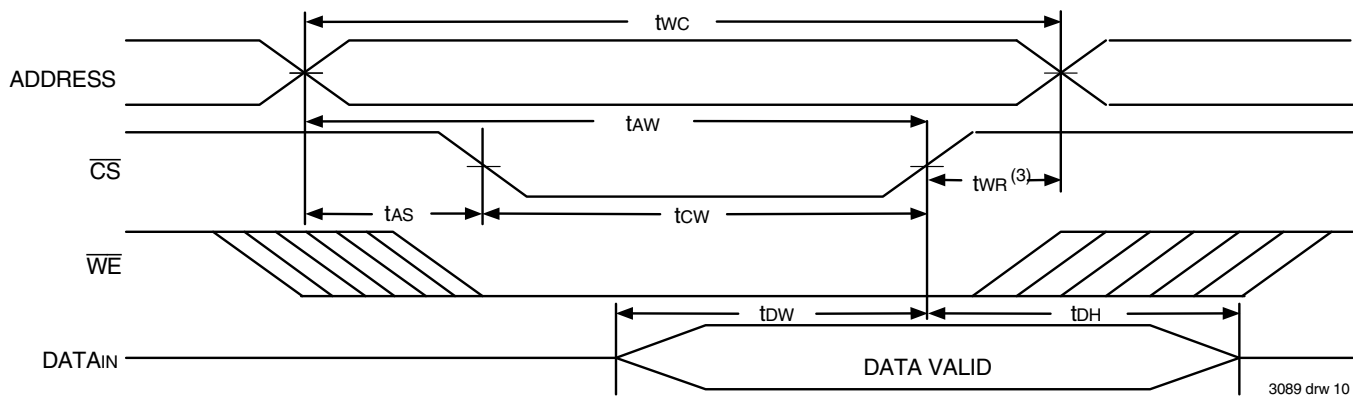 tWC
ADDRESS
tAW
CS
tWR (3)
tAS
tCW
WE
tDW
tDH
DATAIN
DATA VALID
3089 drw 10